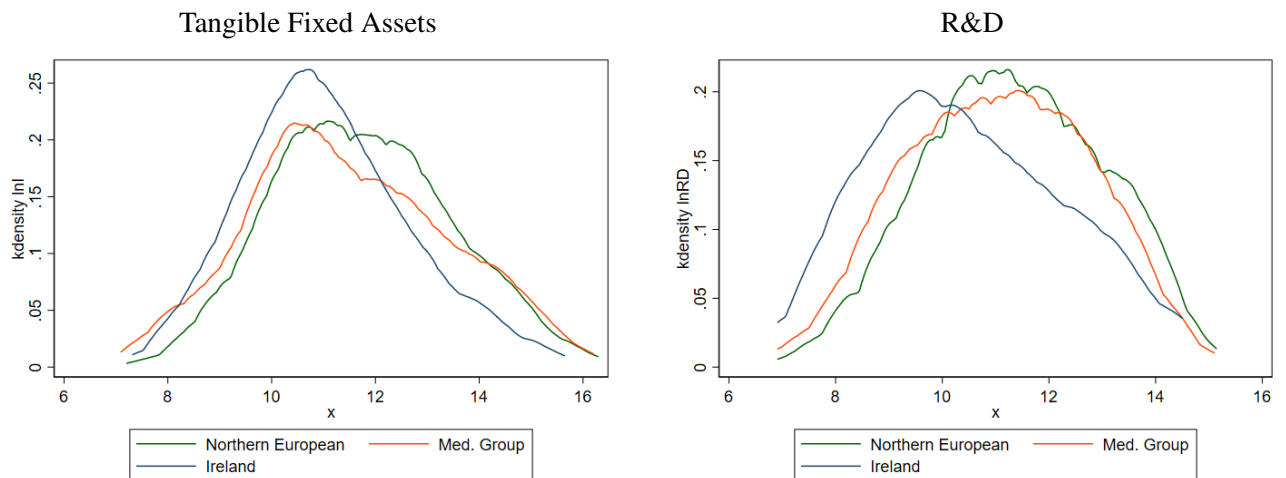 Tangible Fixed Assets
kdensity lnI
.25
.2
.15
.1
.05
0
6 8 10 12 14 16
x
Northern European Med. Group
Ireland
R&D
kdensity lnRD
.2
.15
.1
.05
0
6 8 10 12 14 16
x
Northern European Med. Group
Ireland